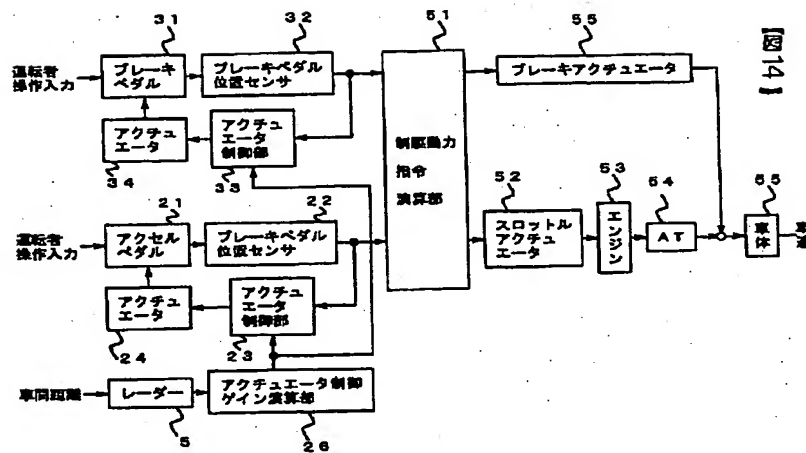 【図14】
31
32
51
55
運転者
操作入力
ブレーキ
ペダル
ブレーキペダル
位置センサ
ブレーキアクチュエータ
アクチュ
エータ
アクチュ
エータ
制御部
34
33
制駆動力
指令
演算部
21
22
52
53
54
55
運転者
操作入力
アクセル
ペダル
ブレーキペダル
位置センサ
スロットル
アクチュ
エータ
エンジン
AT
車体
車速
アクチュ
エータ
アクチュ
エータ
制御部
24
23
車間距離
レーダー
アクチュエータ制御
ゲイン演算部
5
26